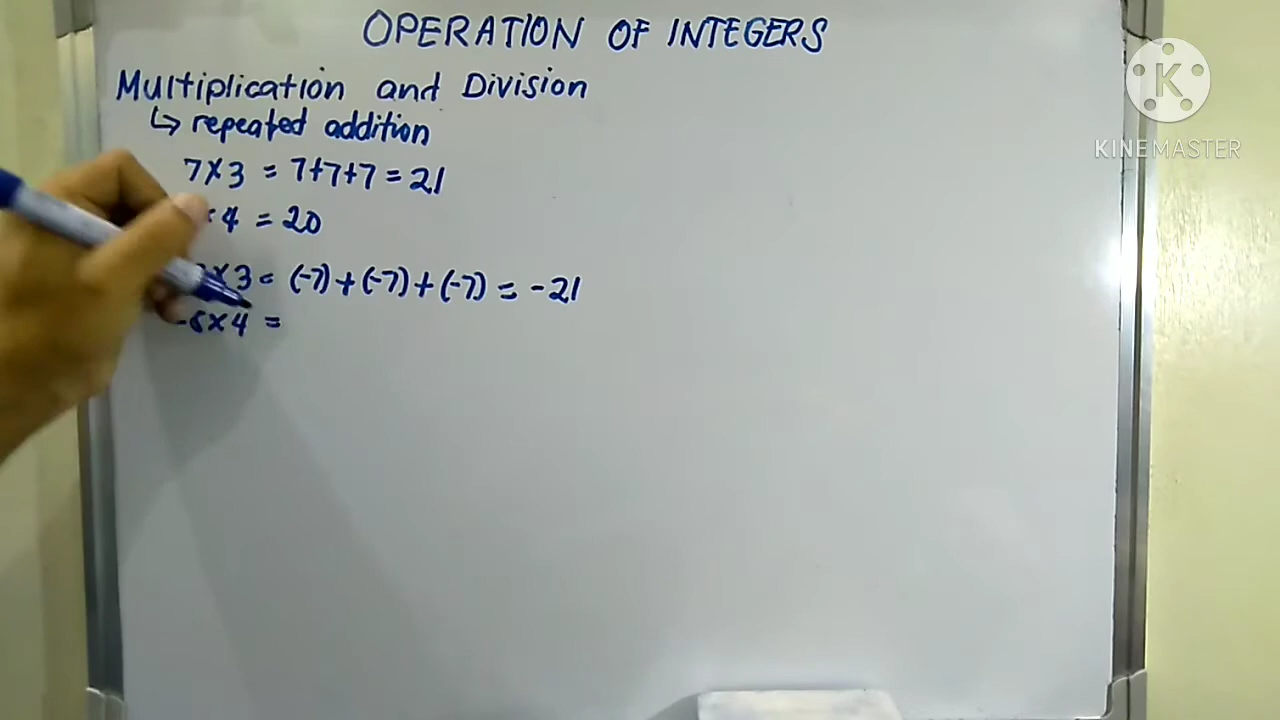 OPERATION OF INTEGERS
Multiplication and Division
↳ repeated addition
7 × 3 = 7+7+7 = 21
4 = 20
× 3 = (-7) + (-7) + (-7) = -21
× 4 =
K
KINEMASTER